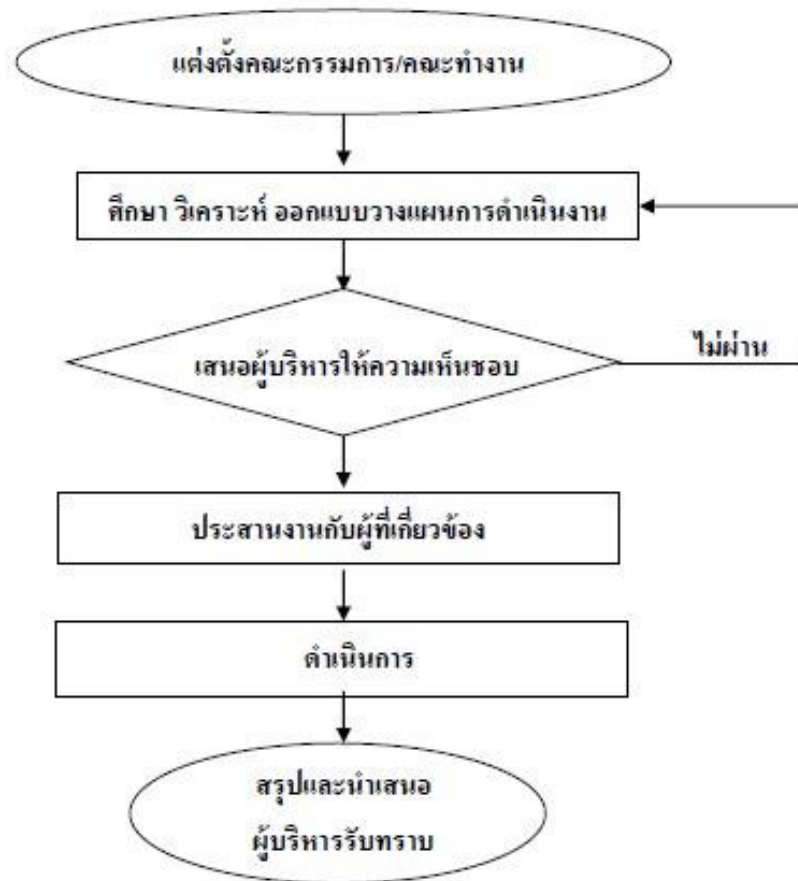 แต่งตั้งคณะกรรมการ/คณะทำงาน
ศึกษา วิเคราะห์ ออกแบบวางแผนการดำเนินงาน
เสนอผู้บริหารให้ความเห็นชอบ
ไม่ผ่าน
ประสานงานกับผู้ที่เกี่ยวข้อง
ดำเนินการ
สรุปและนำเสนอ
ผู้บริหารรับทราบ